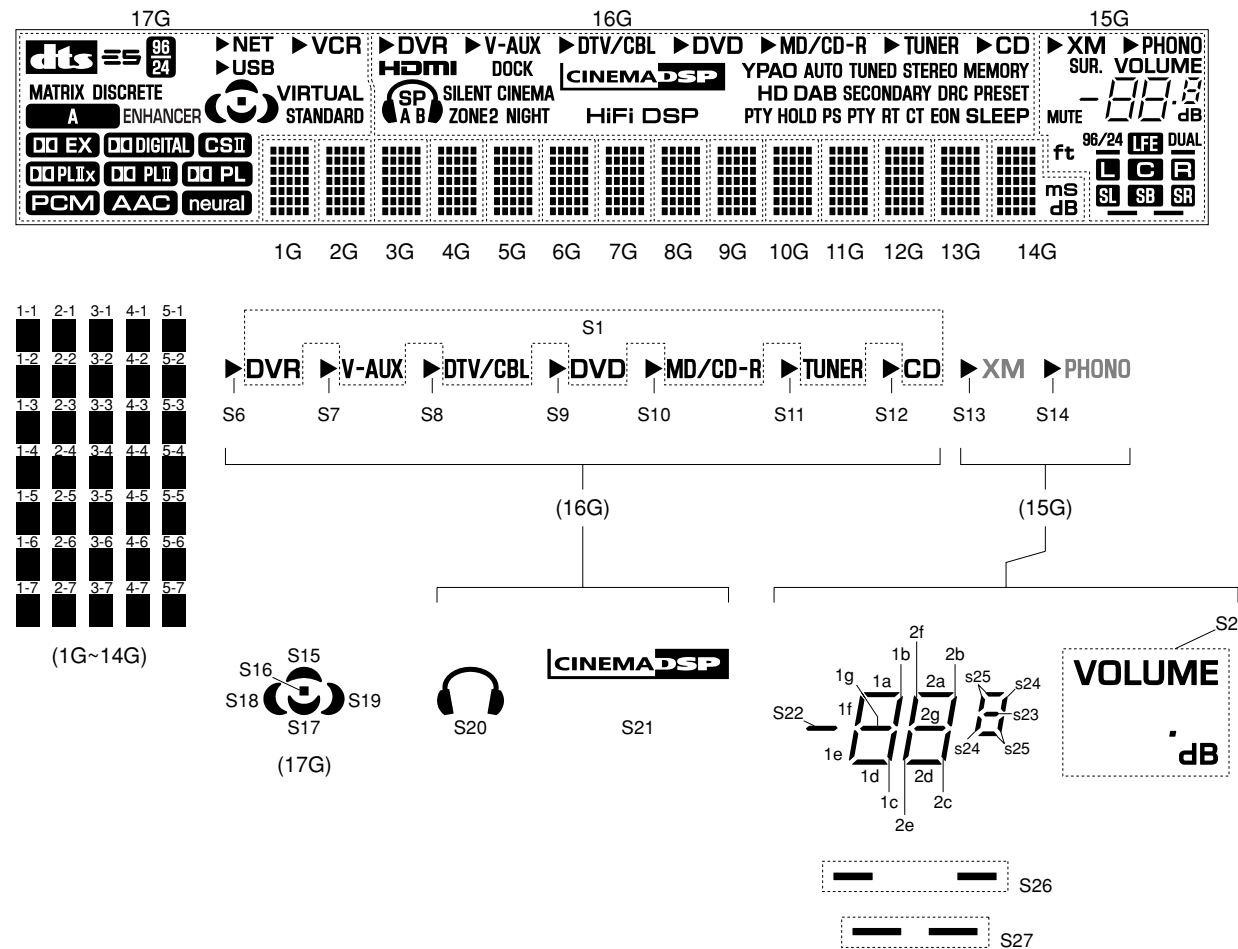 17G 16G 15G
dts ES 96 24 ▶NET ▶VCR ▶DVR ▶V-AUX ▶DTV/CBL ▶DVD ▶MD/CD-R ▶TUNER ▶CD ▶XM ▶PHONO
▶USB HDMI DOCK CINEMA DSP YPAO AUTO TUNED STEREO MEMORY SUR. VOLUME
MATRIX DISCRETE VIRTUAL SP SILENT CINEMA HD DAB SECONDARY DRC PRESET -88.8
A ENHANCER STANDARD A B ZONE2 NIGHT HiFi DSP PTY HOLD PS PTY RT CT EON SLEEP MUTE dB
DD EX DD DIGITAL CSII ft 96/24 LFE DUAL
DD PLIIx DD PLII DD PL L C R
PCM AAC neural mS dB SL SB SR
1G 2G 3G 4G 5G 6G 7G 8G 9G 10G 11G 12G 13G 14G
1-1 2-1 3-1 4-1 5-1
1-2 2-2 3-2 4-2 5-2
1-3 2-3 3-3 4-3 5-3
1-4 2-4 3-4 4-4 5-4
1-5 2-5 3-5 4-5 5-5
1-6 2-6 3-6 4-6 5-6
1-7 2-7 3-7 4-7 5-7
(1G~14G)
S1
▶DVR ▶V-AUX ▶DTV/CBL ▶DVD ▶MD/CD-R ▶TUNER ▶CD ▶XM ▶PHONO
S6 S7 S8 S9 S10 S11 S12 S13 S14
(16G) (15G)
S15
S16
S18 S19
S17
(17G)
S20
CINEMA DSP
S21
2f
1b 2b
1g 1a 2a s25 s24
1f 2g s23
S22
1e s24 s25
1d 2d
1c 2c
2e
S2
VOLUME
.dB
S26
S27